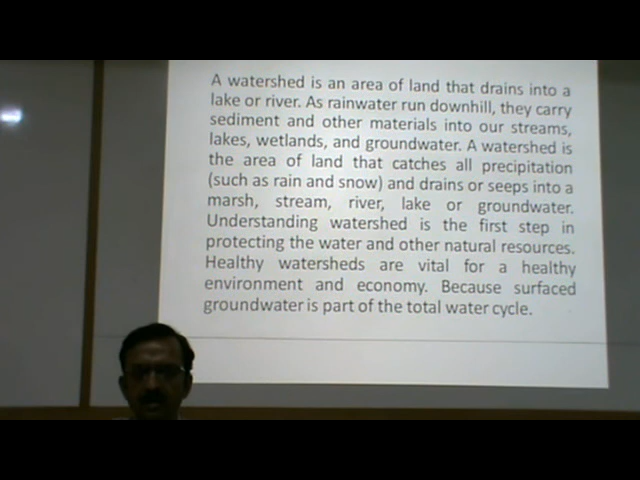 A watershed is an area of land that drains into a
lake or river. As rainwater run downhill, they carry
sediment and other materials into our streams,
lakes, wetlands, and groundwater. A watershed is
the area of land that catches all precipitation
(such as rain and snow) and drains or seeps into a
marsh, stream, river, lake or groundwater.
Understanding watershed is the first step in
protecting the water and other natural resources.
Healthy watersheds are vital for a healthy
environment and economy. Because surfaced
groundwater is part of the total water cycle.